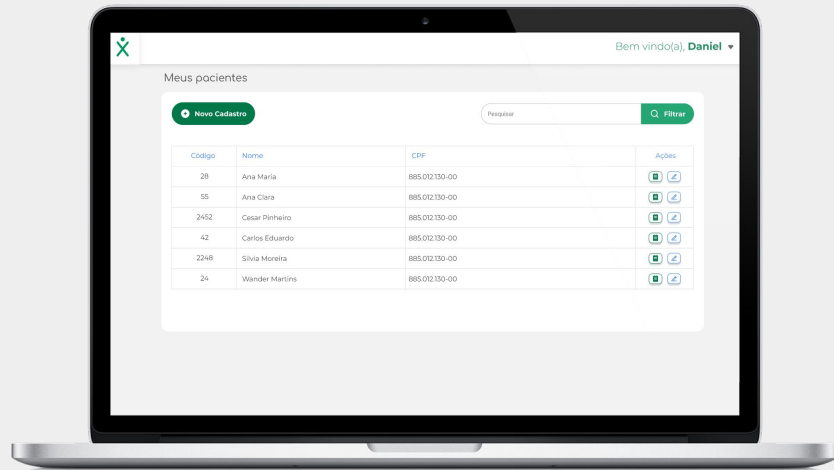 Bem vindo(a), Daniel
Meus pacientes
Novo Cadastro
Pesquisar
Filtrar
Código Nome CPF Ações
28 Ana Maria 885.012.130-00
55 Ana Clara 885.012.130-00
2452 Cesar Pinheiro 885.012.130-00
42 Carlos Eduardo 885.012.130-00
2248 Silvia Moreira 885.012.130-00
24 Wander Martins 885.012.130-00